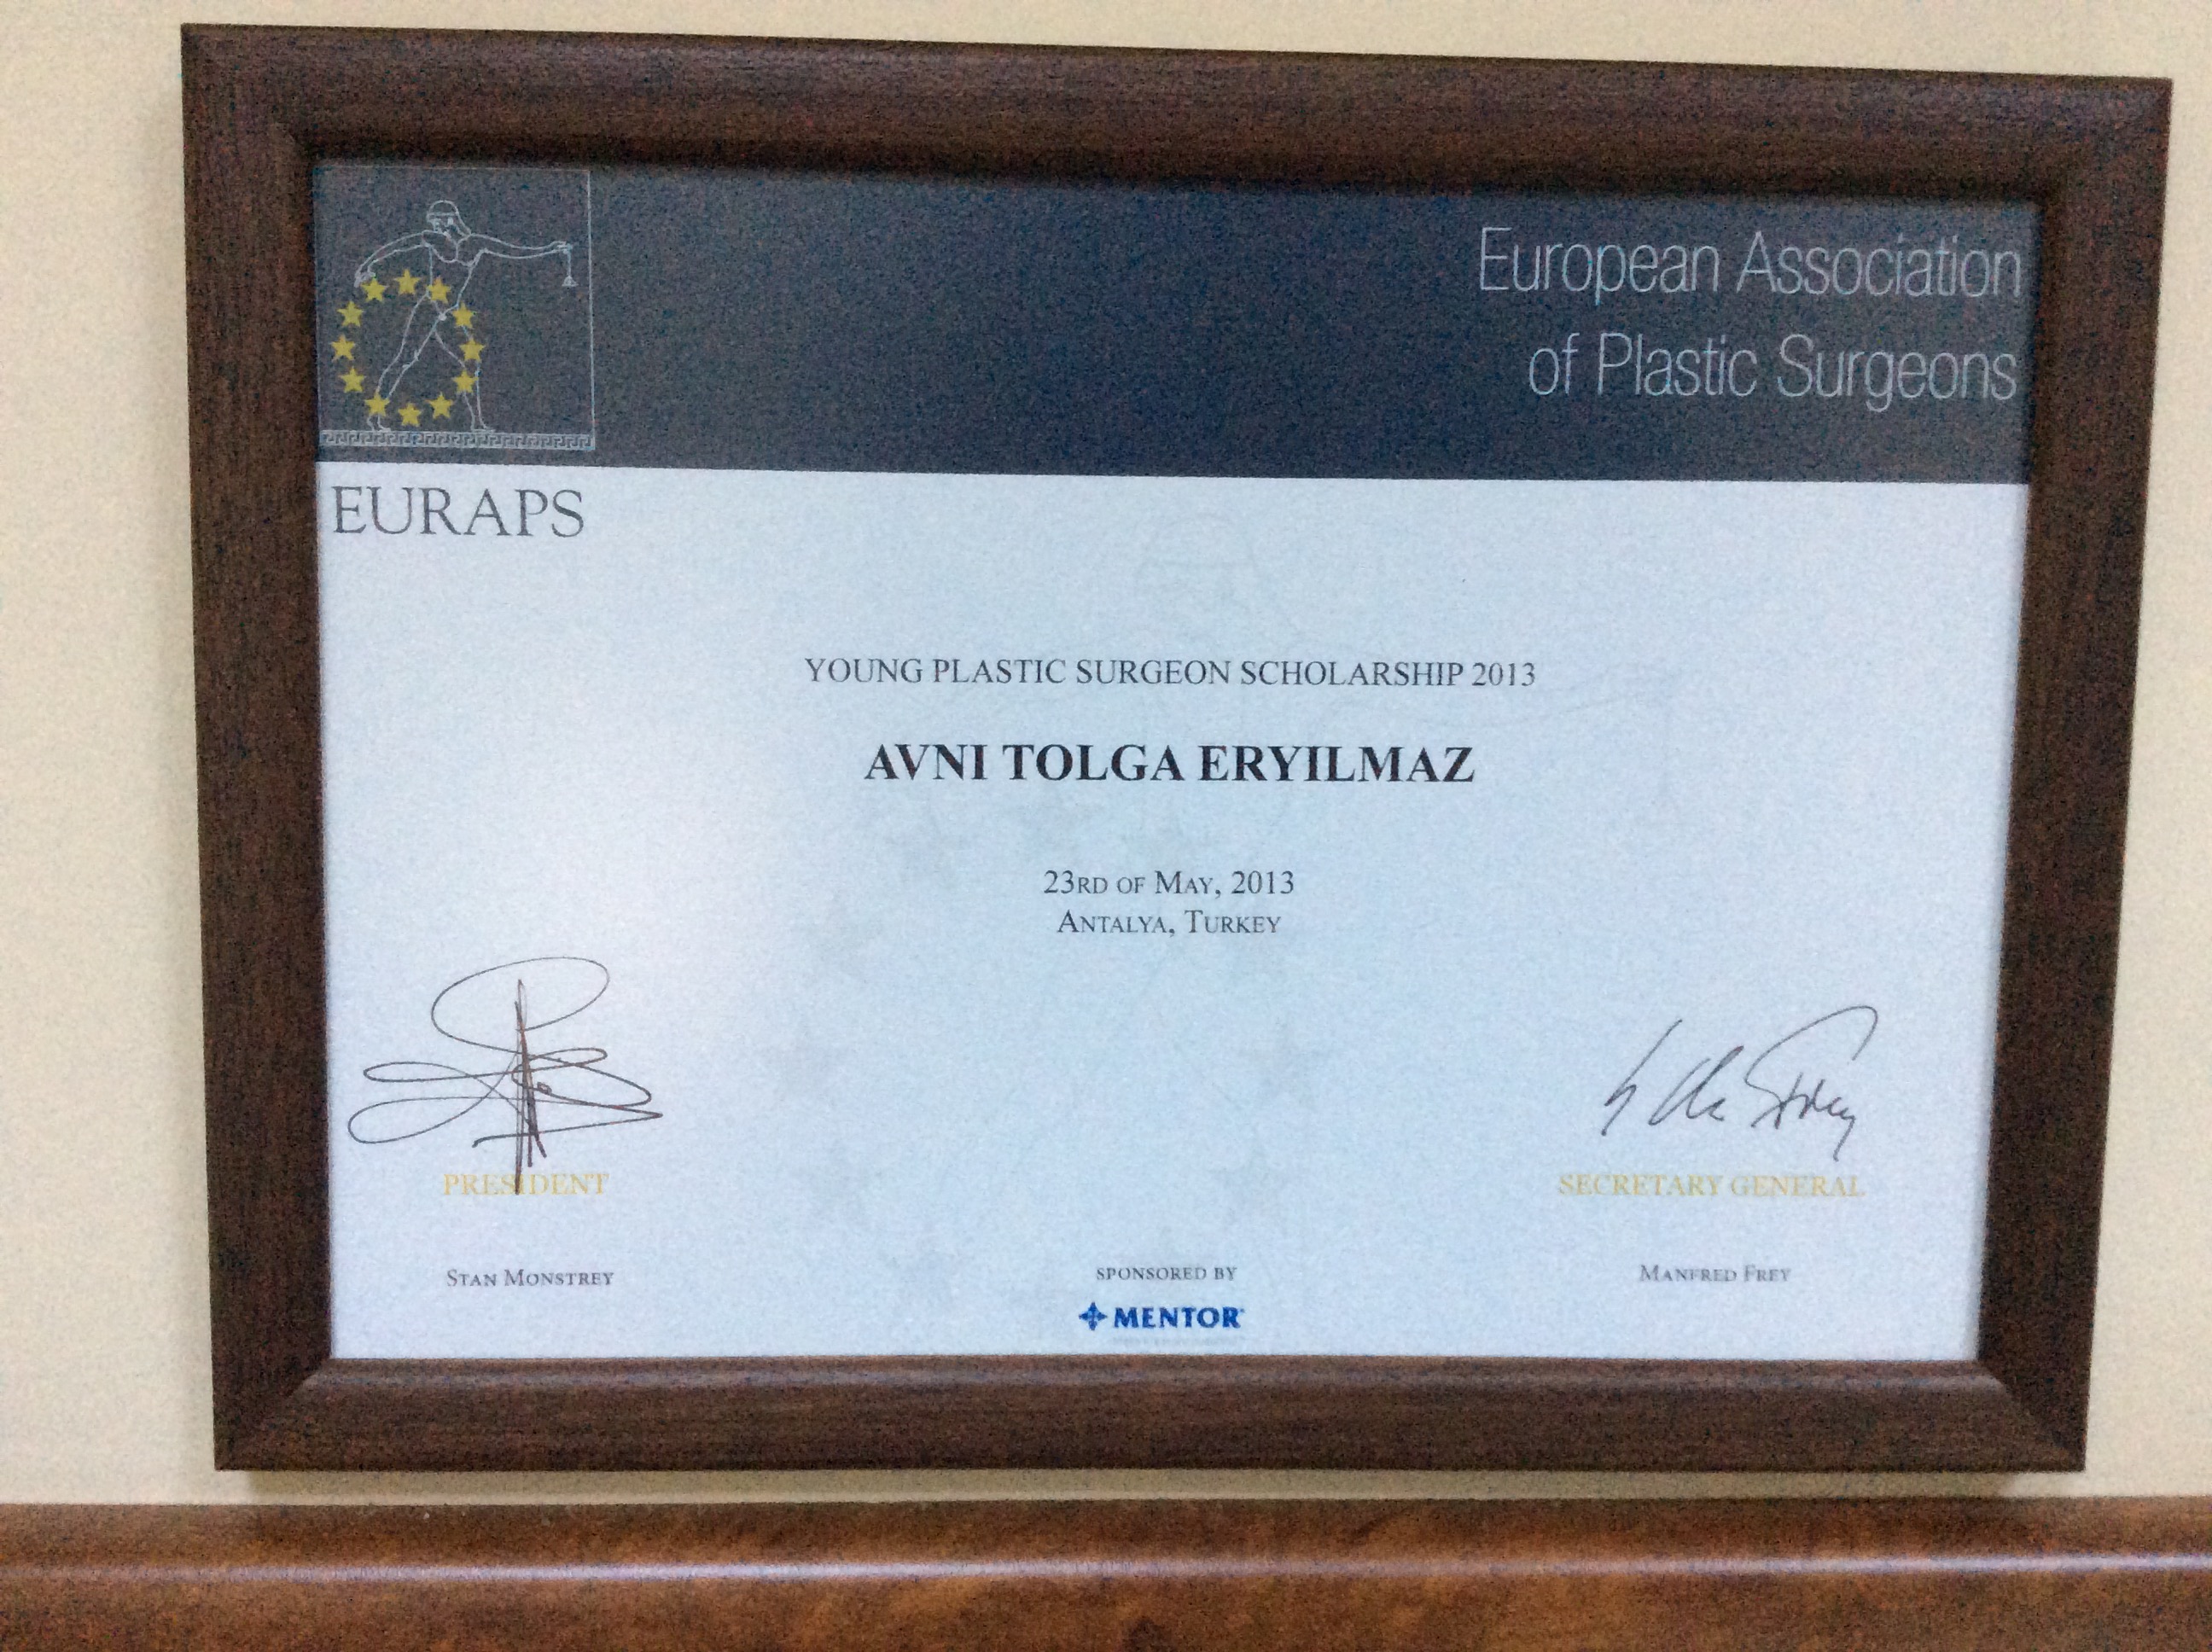 European Association
of Plastic Surgeons
EURAPS
YOUNG PLASTIC SURGEON SCHOLARSHIP 2013
AVNI TOLGA ERYILMAZ
23RD OF MAY, 2013
ANTALYA, TURKEY
PRESIDENT
SECRETARY GENERAL
STAN MONSTREY
SPONSORED BY
MANFRED FREY
MENTOR